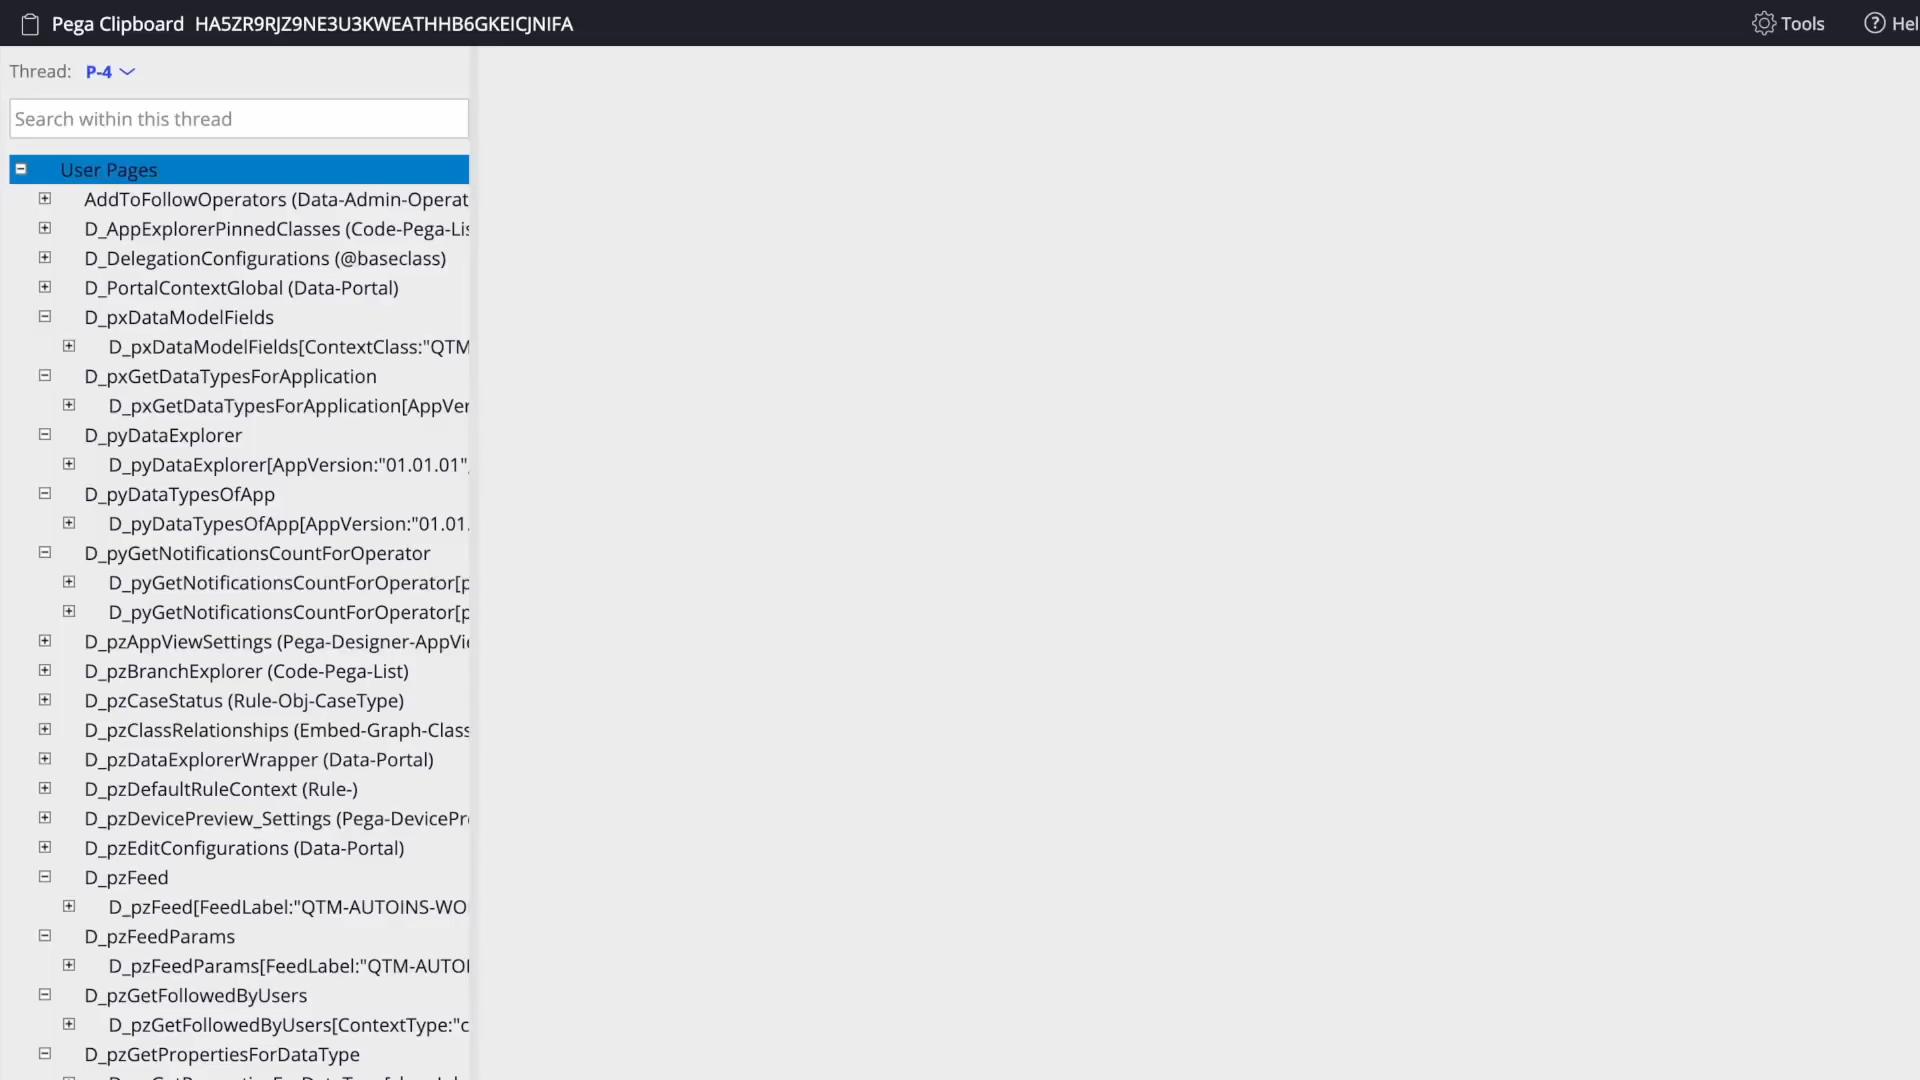 Pega Clipboard HA5ZR9RJZ9NE3U3KWEATHHB6GKEICJNIFA
Tools
Hel
Thread: P-4
Search within this thread
User Pages
AddToFollowOperators (Data-Admin-Operat
D_AppExplorerPinnedClasses (Code-Pega-Lis
D_DelegationConfigurations (@baseclass)
D_PortalContextGlobal (Data-Portal)
D_pxDataModelFields
D_pxDataModelFields[ContextClass:"QTM
D_pxGetDataTypesForApplication
D_pxGetDataTypesForApplication[AppVer
D_pyDataExplorer
D_pyDataExplorer[AppVersion:"01.01.01",
D_pyDataTypesOfApp
D_pyDataTypesOfApp[AppVersion:"01.01.
D_pyGetNotificationsCountForOperator
D_pyGetNotificationsCountForOperator[p
D_pyGetNotificationsCountForOperator[p
D_pzAppViewSettings (Pega-Designer-AppVie
D_pzBranchExplorer (Code-Pega-List)
D_pzCaseStatus (Rule-Obj-CaseType)
D_pzClassRelationships (Embed-Graph-Class
D_pzDataExplorerWrapper (Data-Portal)
D_pzDefaultRuleContext (Rule-)
D_pzDevicePreview_Settings (Pega-DevicePre
D_pzEditConfigurations (Data-Portal)
D_pzFeed
D_pzFeed[FeedLabel:"QTM-AUTOINS-WO
D_pzFeedParams
D_pzFeedParams[FeedLabel:"QTM-AUTOI
D_pzGetFollowedByUsers
D_pzGetFollowedByUsers[ContextType:"c
D_pzGetPropertiesForDataType